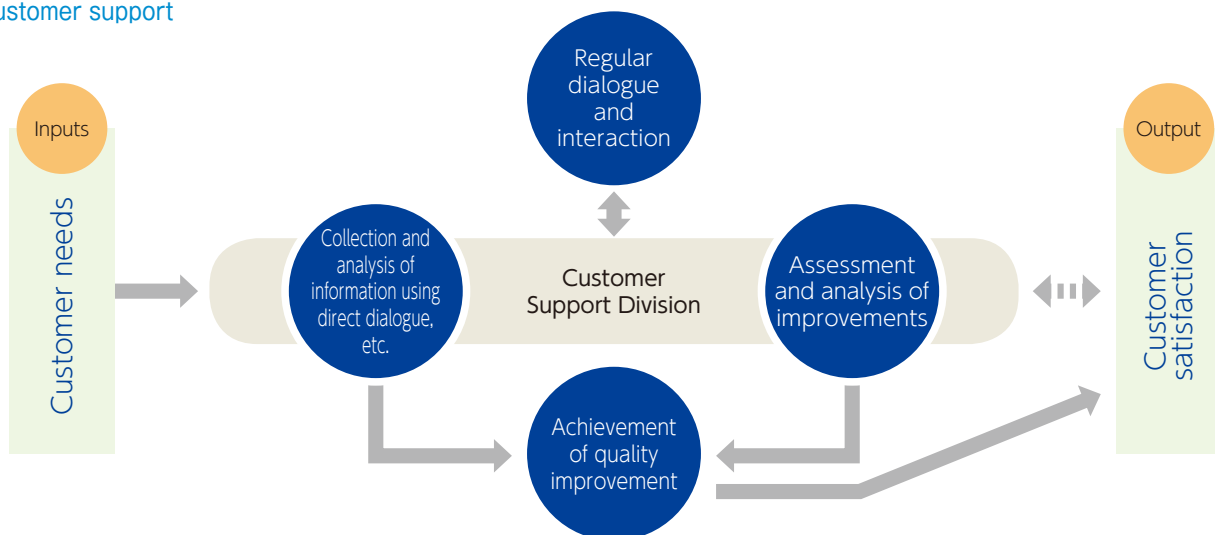 ustomer support
Regular
dialogue
and
interaction
Inputs
Output
Customer needs
Collection and
analysis of
information using
direct dialogue,
etc.
Customer
Support Division
Assessment
and analysis of
improvements
Customer
satisfaction
Achievement
of quality
improvement